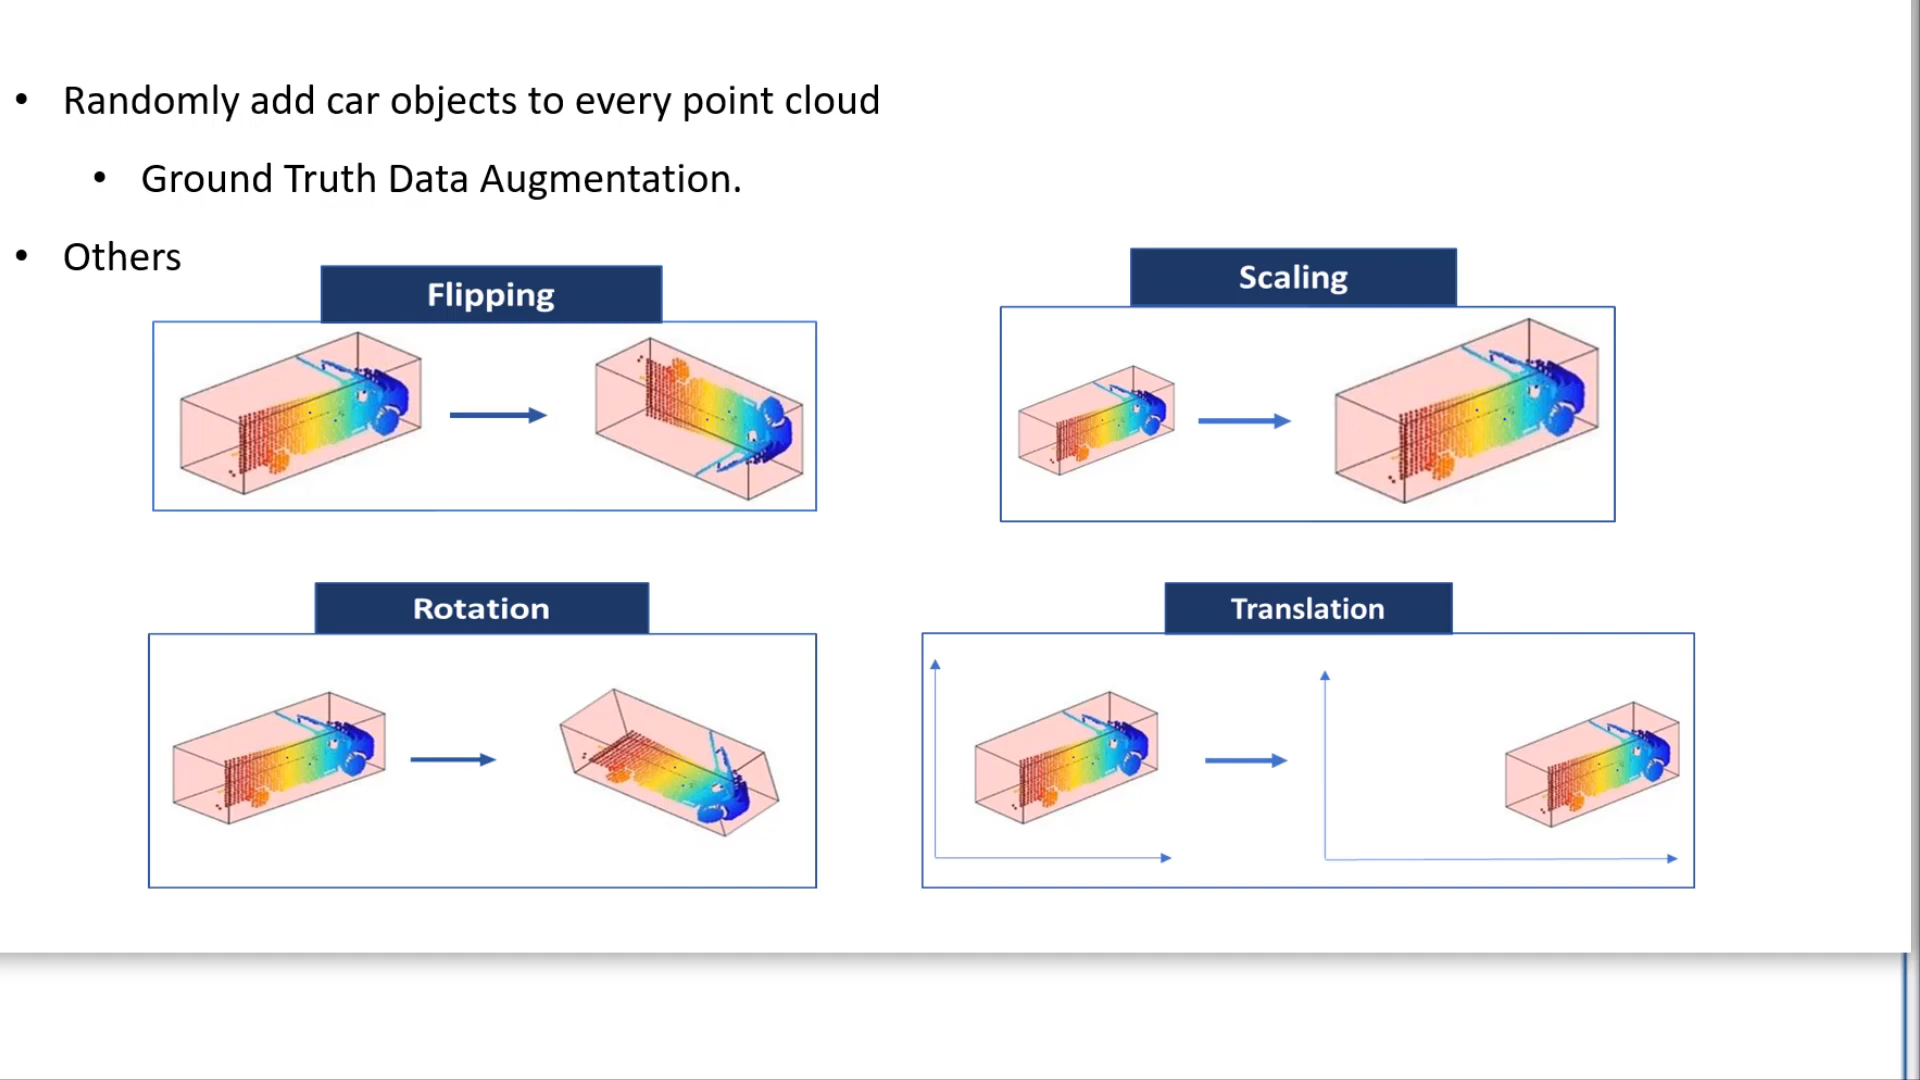 • Randomly add car objects to every point cloud
• Ground Truth Data Augmentation.
• Others
Flipping
Scaling
Rotation
Translation